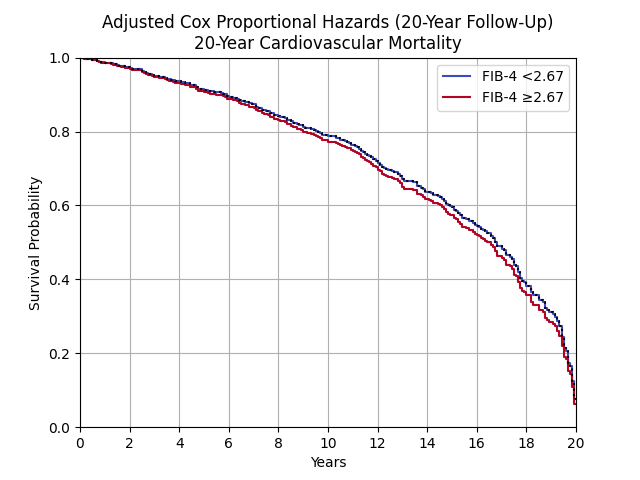 Adjusted Cox Proportional Hazards (20-Year Follow-Up)
20-Year Cardiovascular Mortality
FIB-4 <2.67
FIB-4 ≥2.67
Survival Probability
1.0
0.8
0.6
0.4
0.2
0.0
0 2 4 6 8 10 12 14 16 18 20
Years